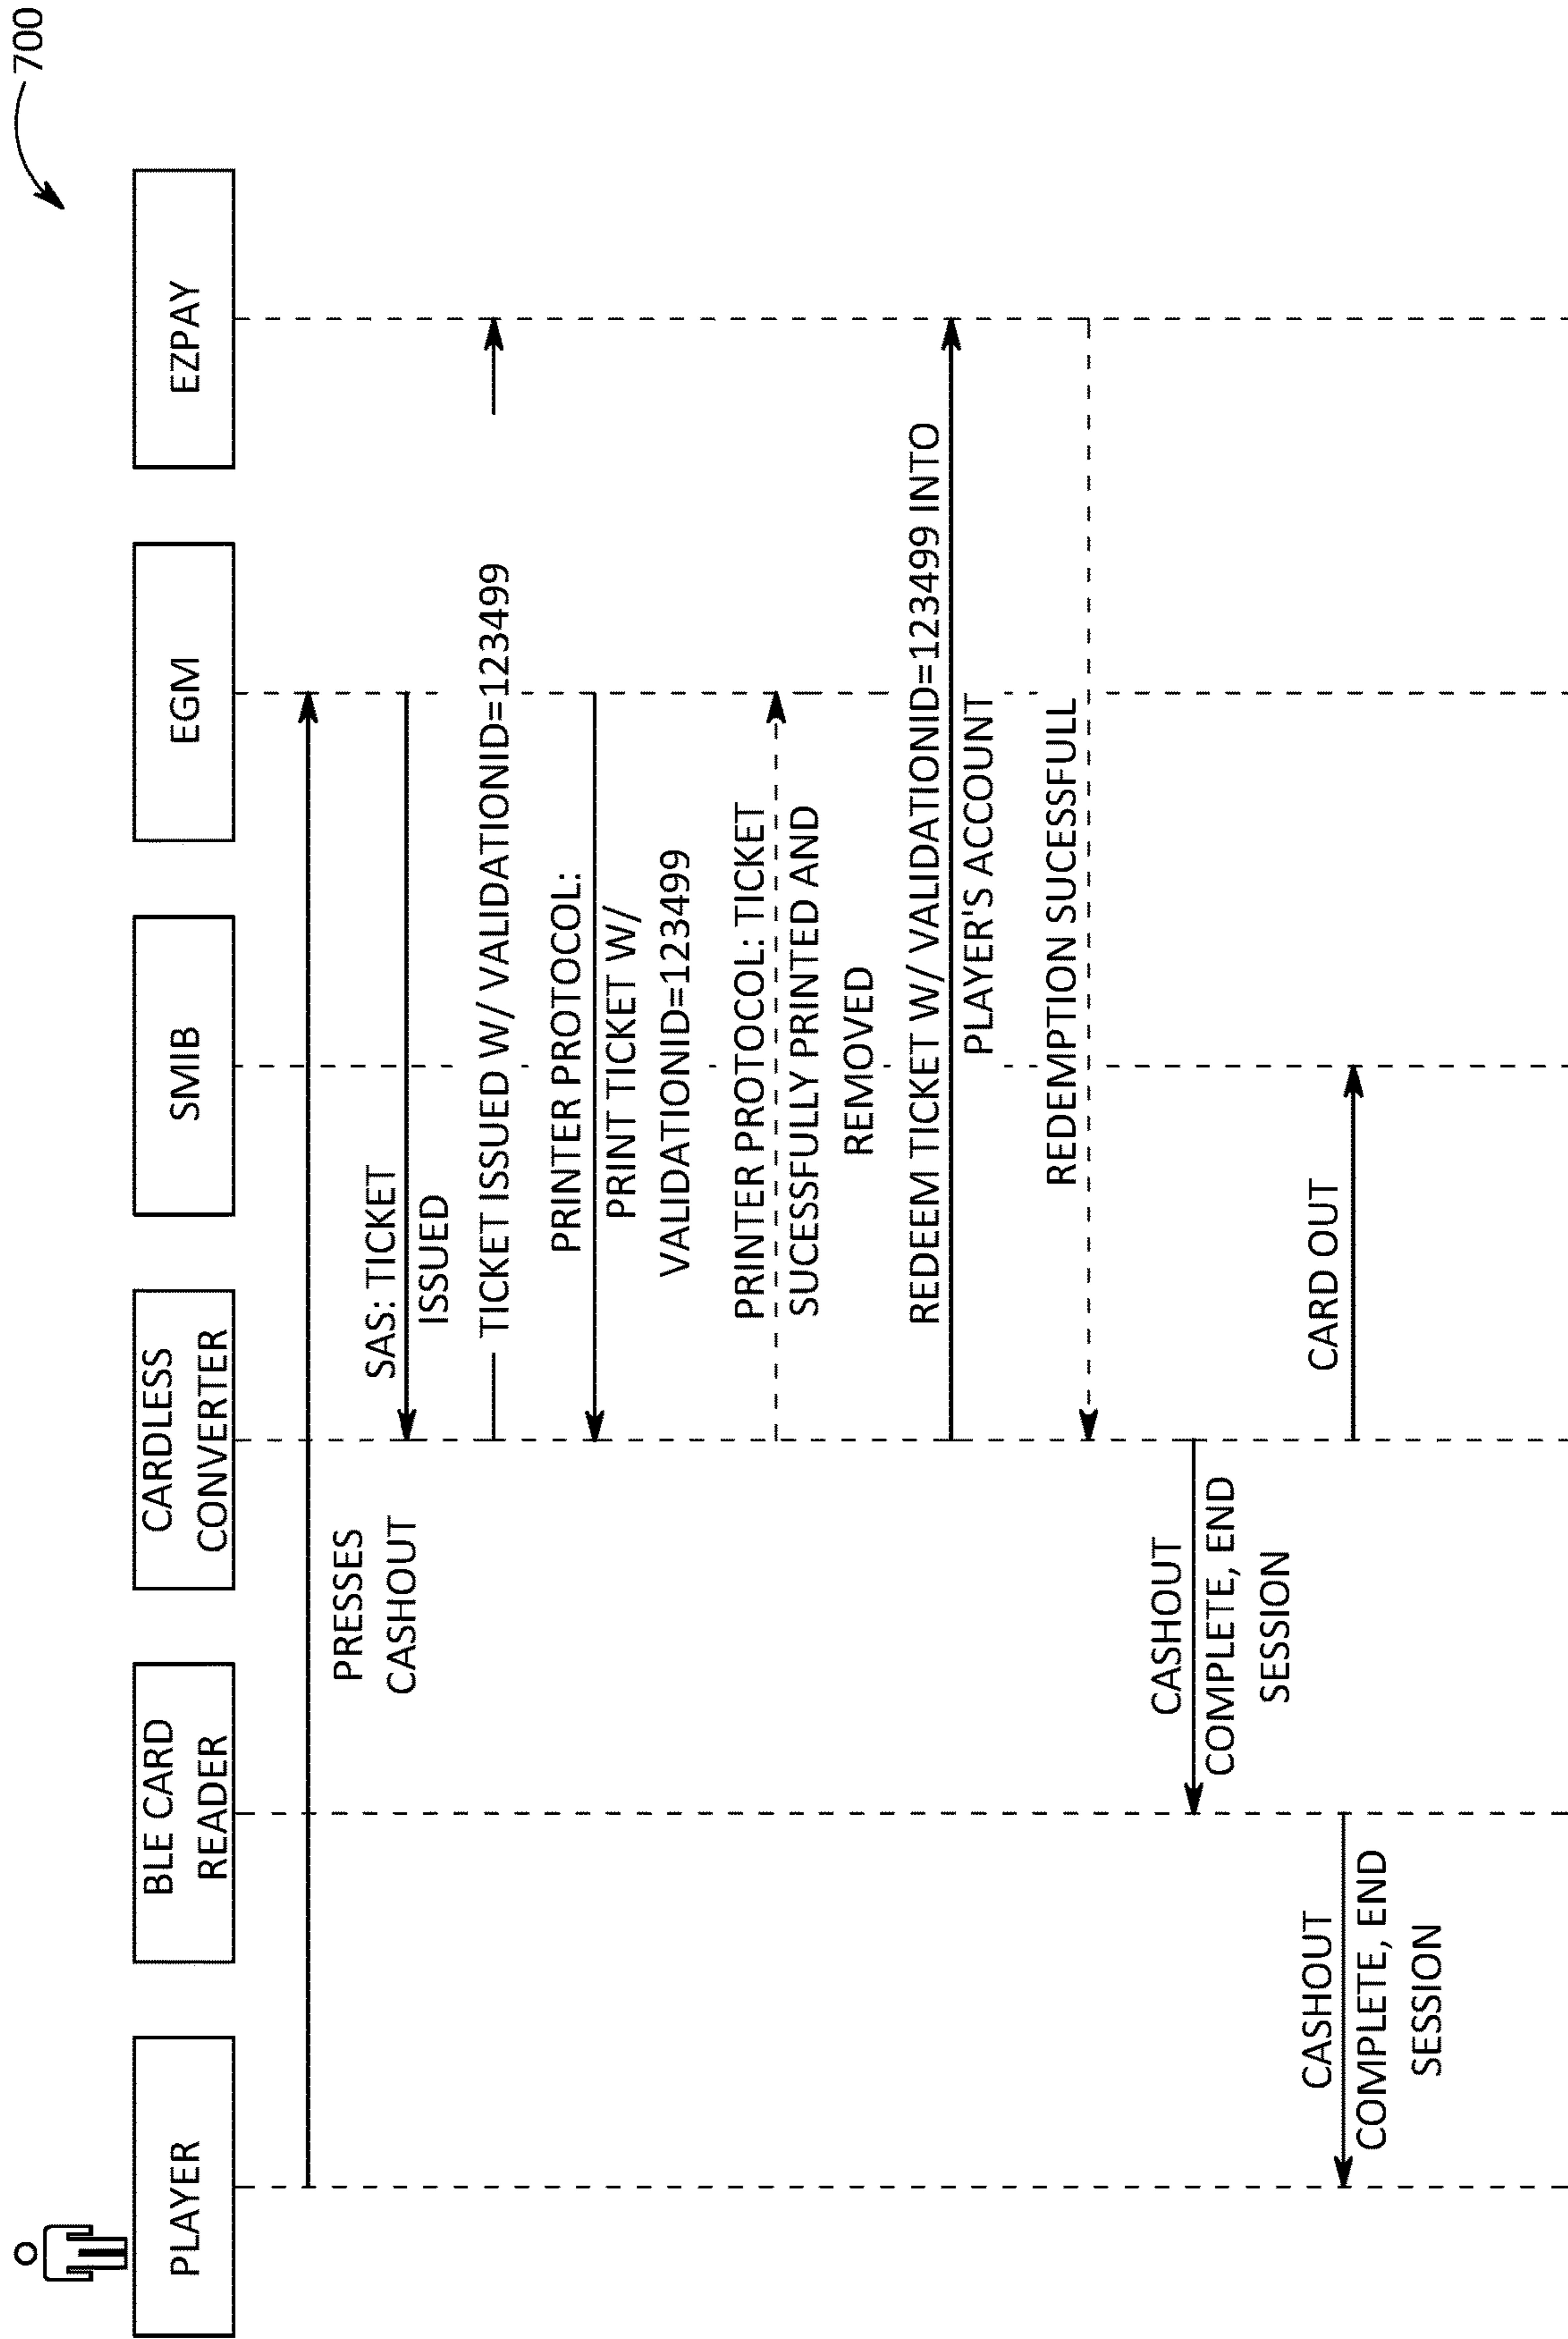 700
PLAYER
BLE CARD
READER
CARDLESS
CONVERTER
SMIB
EGM
EZPAY
PRESSES
CASHOUT
SAS: TICKET
ISSUED
TICKET ISSUED W/ VALIDATIONID=123499
PRINTER PROTOCOL:
PRINT TICKET W/
VALIDATIONID=123499
PRINTER PROTOCOL: TICKET
SUCESSFULLY PRINTED AND
REMOVED
REDEEM TICKET W/ VALIDATIONID=123499 INTO
PLAYER'S ACCOUNT
REDEMPTION SUCESSFULL
CASHOUT
COMPLETE, END
SESSION
CARD OUT
CASHOUT
COMPLETE, END
SESSION